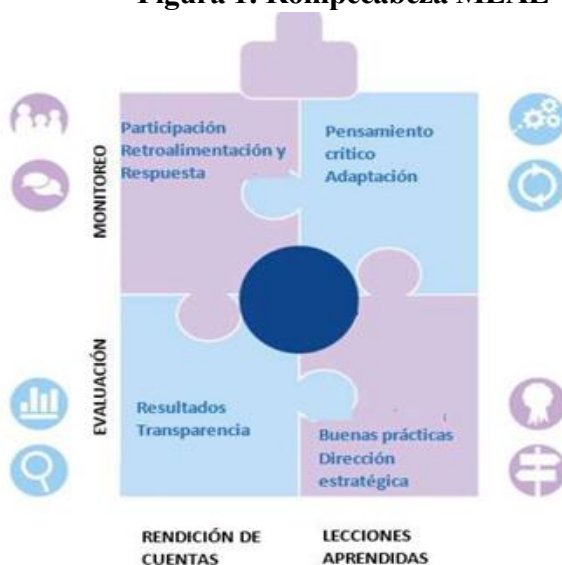 Figura 1. Rompecabeza MEAL
Participación
Retroalimentación y
Respuesta
Pensamiento
crítico
Adaptación
MONITOREO
EVALUACIÓN
Resultados
Transparencia
Buenas prácticas
Dirección
estratégica
RENDICIÓN DE
CUENTAS
LECCIONES
APRENDIDAS